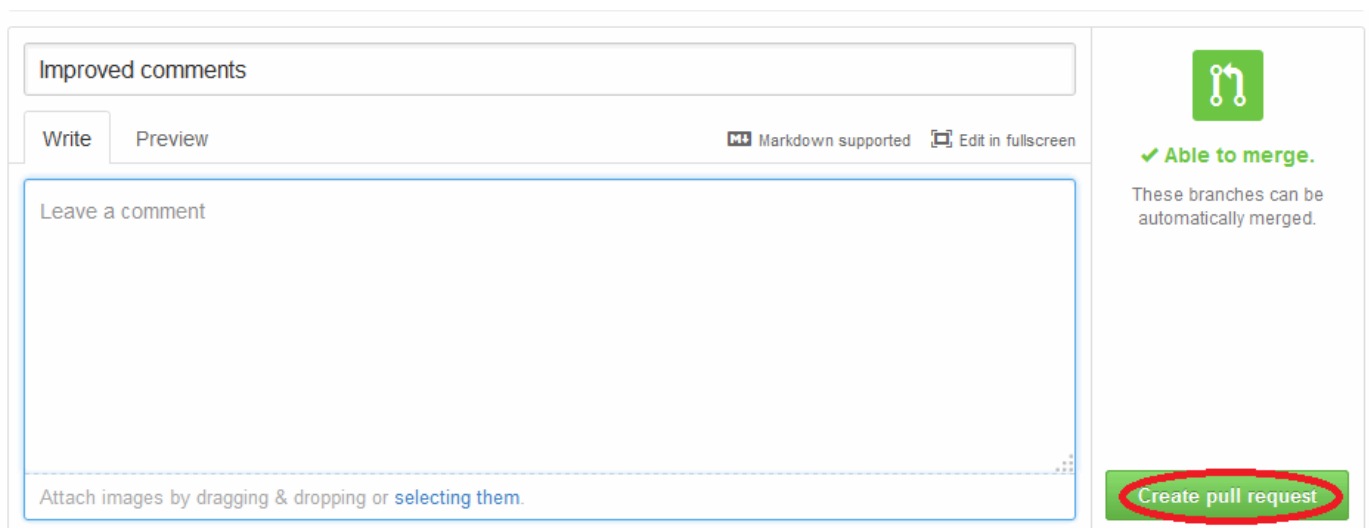 Improved comments
Write Preview Markdown supported Edit in fullscreen
Able to merge.
These branches can be
automatically merged.
Leave a comment
Attach images by dragging & dropping or selecting them.
Create pull request